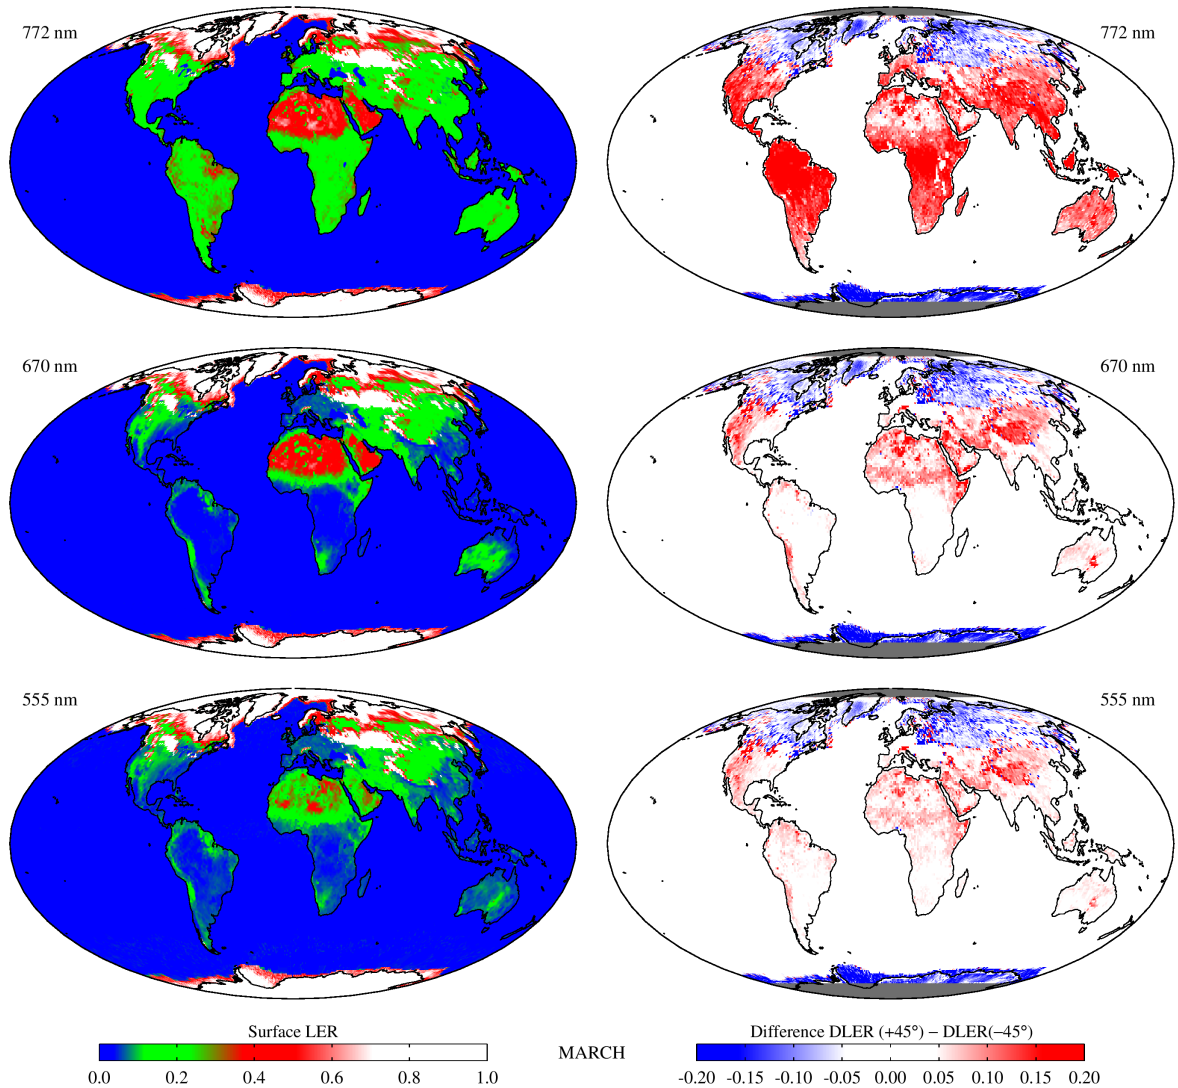 772 nm
772 nm
670 nm
670 nm
555 nm
555 nm
Surface LER
0.0 0.2 0.4 0.6 0.8 1.0
MARCH
Difference DLER (+45°) − DLER(−45°)
-0.20 -0.15 -0.10 -0.05 0.00 0.05 0.10 0.15 0.20